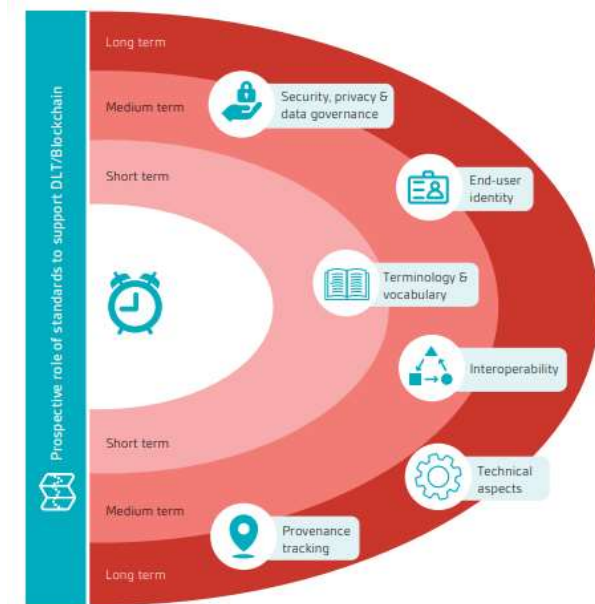 Prospective role of standards to support DLT/Blockchain
Long term
Medium term
Short term
Security, privacy &
data governance
End-user
identity
Terminology &
vocabulary
Interoperability
Technical
aspects
Provenance
tracking
Short term
Medium term
Long term